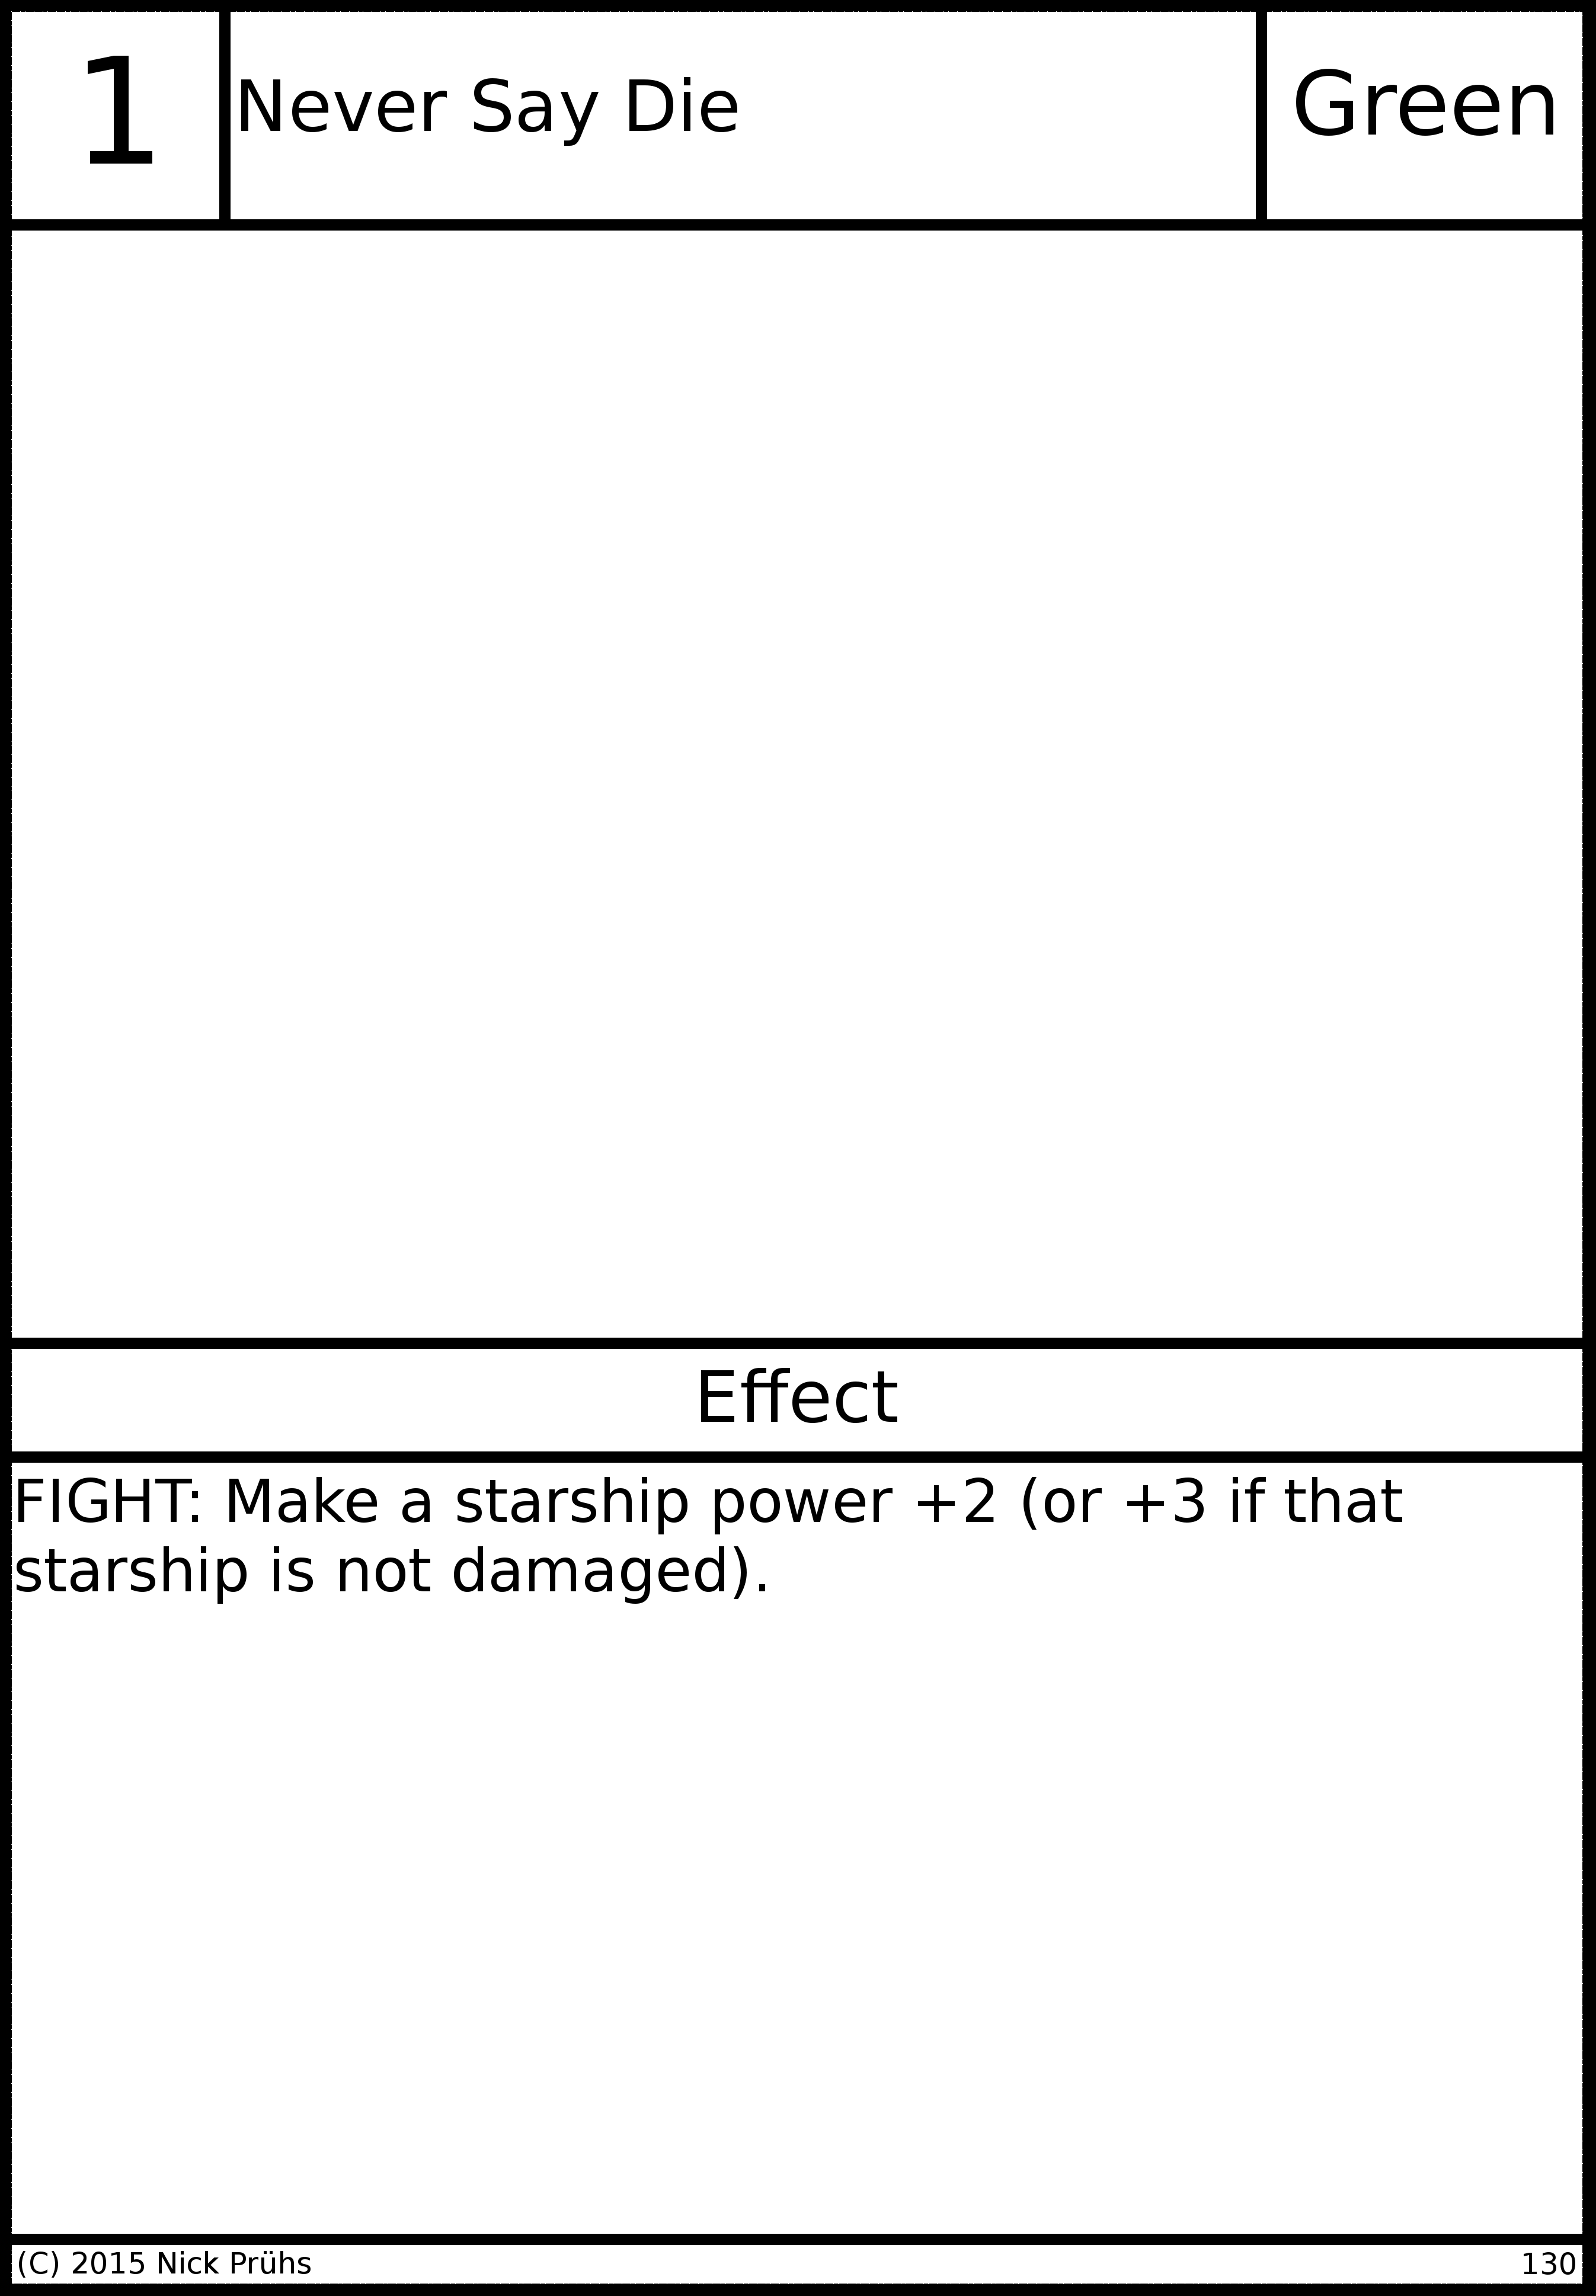 1
Never Say Die
Green
Effect
FIGHT: Make a starship power +2 (or +3 if that
starship is not damaged).
(C) 2015 Nick Prühs
130